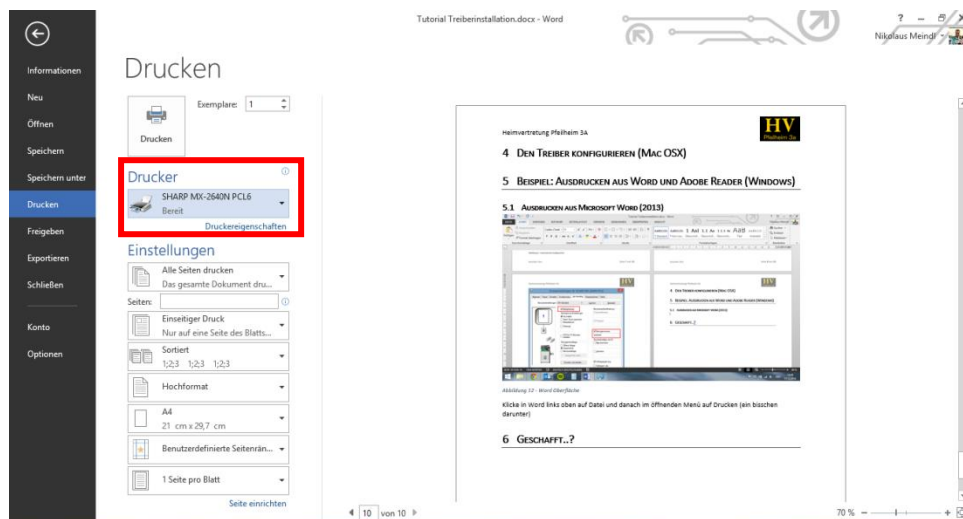 Tutorial Treiberinstallation.docx - Word
?
Nikolaus Meindl
Informationen
Neu
Öffnen
Speichern
Speichern unter
Drucken
Freigeben
Exportieren
Schließen
Konto
Optionen
Drucken
Drucken
Exemplare: 1
Drucker
SHARP MX-2640N PCL6
Bereit
Druckereigenschaften
Einstellungen
Alle Seiten drucken
Das gesamte Dokument dru...
Seiten:
Einseitiger Druck
Nur auf eine Seite des Blatts...
Sortiert
1;2;3 1;2;3 1;2;3
Hochformat
A4
21 cm x 29,7 cm
Benutzerdefinierte Seitenrän...
1 Seite pro Blatt
Seite einrichten
Heimvertretung Pfeilheim 3A
HV
Pfeilheim 3a
4 Den Treiber konfigurieren (Mac OSX)
5 Beispiel: Ausdrucken aus Word und Adobe Reader (Windows)
5.1 Ausdrucken aus Microsoft Word (2013)
Abbildung 12 - Word Oberfläche
Klicke in Word links oben auf Datei und danach im öffnenden Menü auf Drucken (ein bisschen
darunter)
6 Geschafft..?
10 von 10
70 %